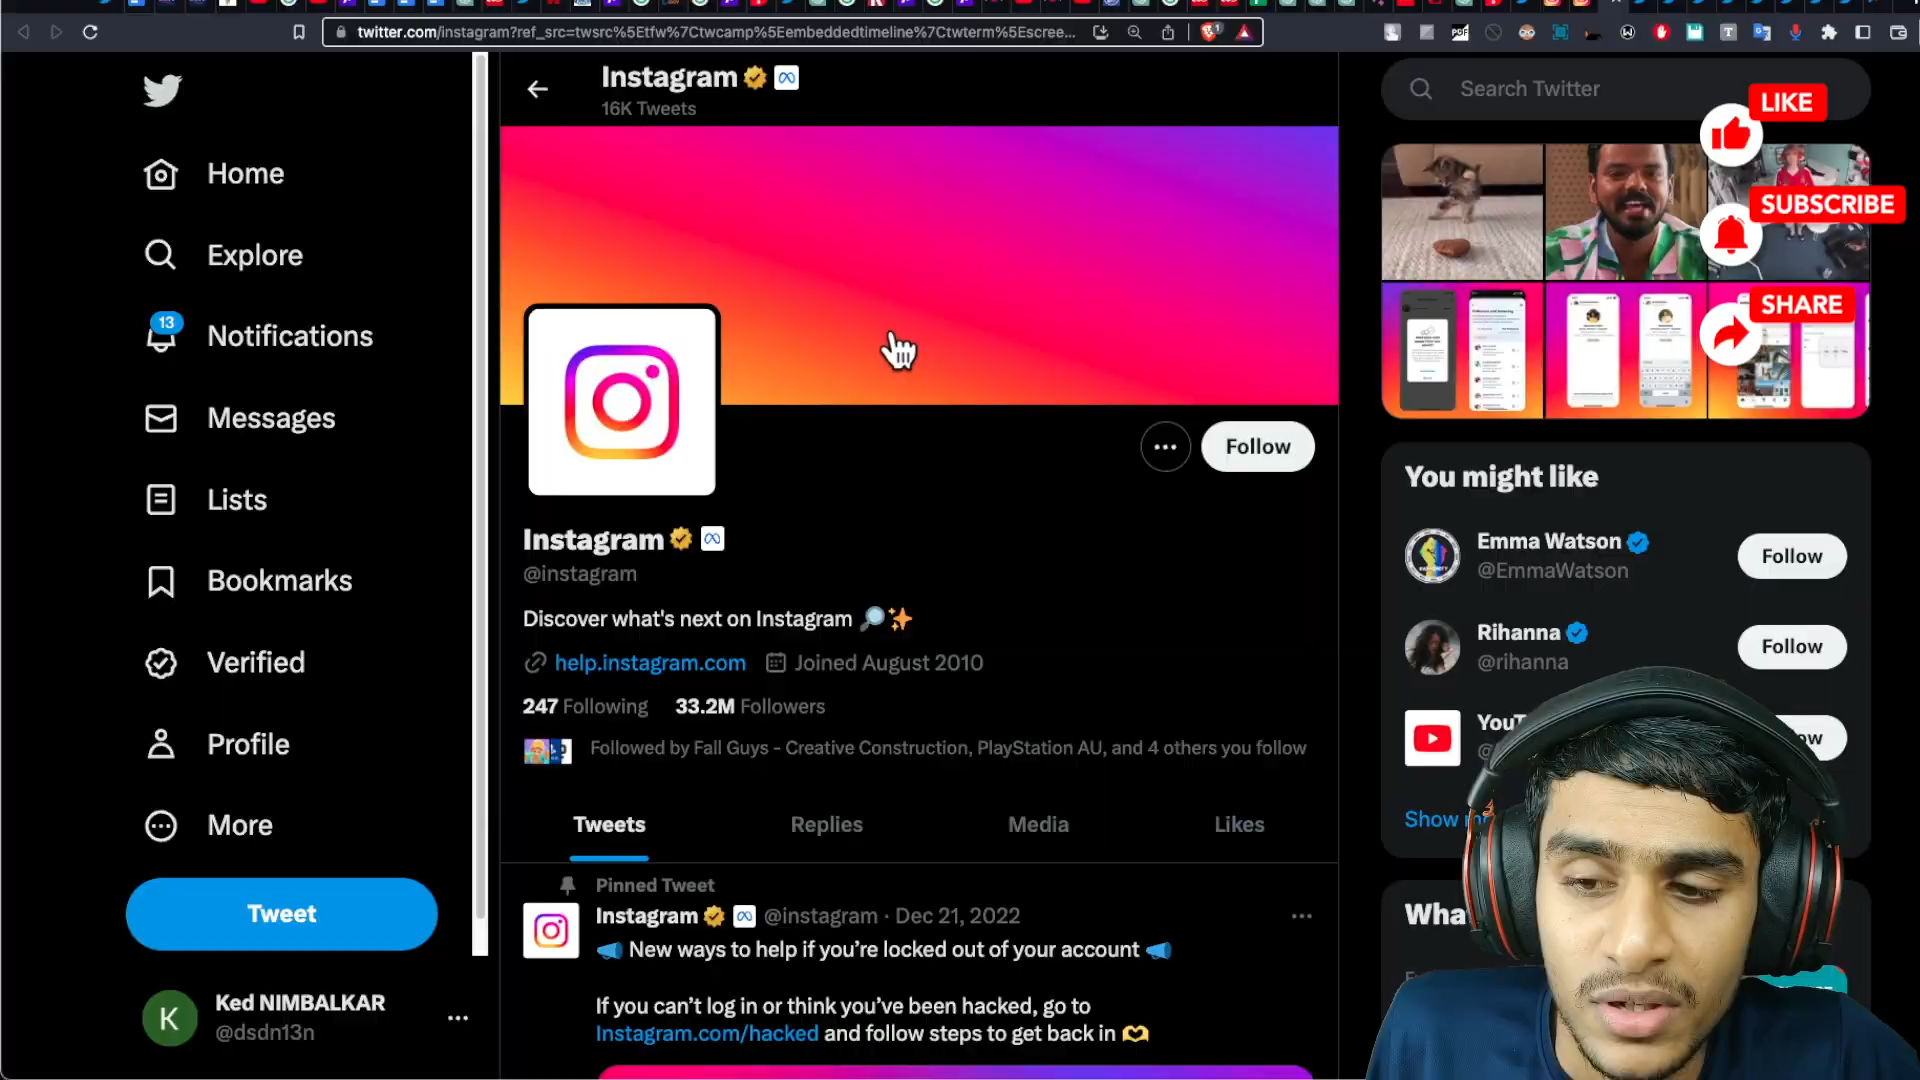 twitter.com/instagram?ref_src=twsrc%5Etfw%7Ctwcamp%5Eembeddedtimeline%7Ctwterm%5Escree...
Instagram
16K Tweets
Search Twitter
LIKE
SUBSCRIBE
SHARE
Home
Explore
13
Notifications
Messages
Lists
Bookmarks
Verified
Profile
More
Tweet
K
Ked NIMBALKAR
@dsdn13n
Follow
Instagram
@instagram
Discover what's next on Instagram
help.instagram.com Joined August 2010
247 Following 33.2M Followers
Followed by Fall Guys - Creative Construction, PlayStation AU, and 4 others you follow
Tweets Replies Media Likes
Pinned Tweet
Instagram @instagram · Dec 21, 2022
New ways to help if you’re locked out of your account
If you can’t log in or think you’ve been hacked, go to
Instagram.com/hacked and follow steps to get back in
You might like
Emma Watson
@EmmaWatson
Follow
Rihanna
@rihanna
Follow
Show